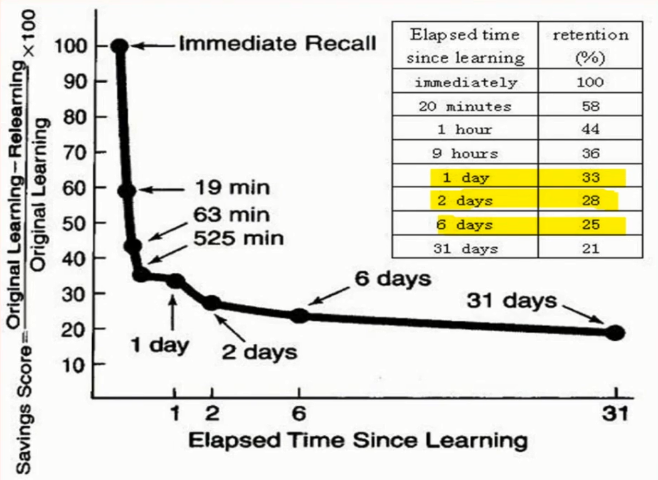 Savings Score= Original Learning – Relearning ×100
Original Learning
100
90
80
70
60
50
40
30
20
10
Immediate Recall
19 min
63 min
525 min
1 day
2 days
6 days
31 days
1 2 6 31
Elapsed Time Since Learning
Elapsed time since learning retention (%)
immediately 100
20 minutes 58
1 hour 44
9 hours 36
1 day 33
2 days 28
6 days 25
31 days 21